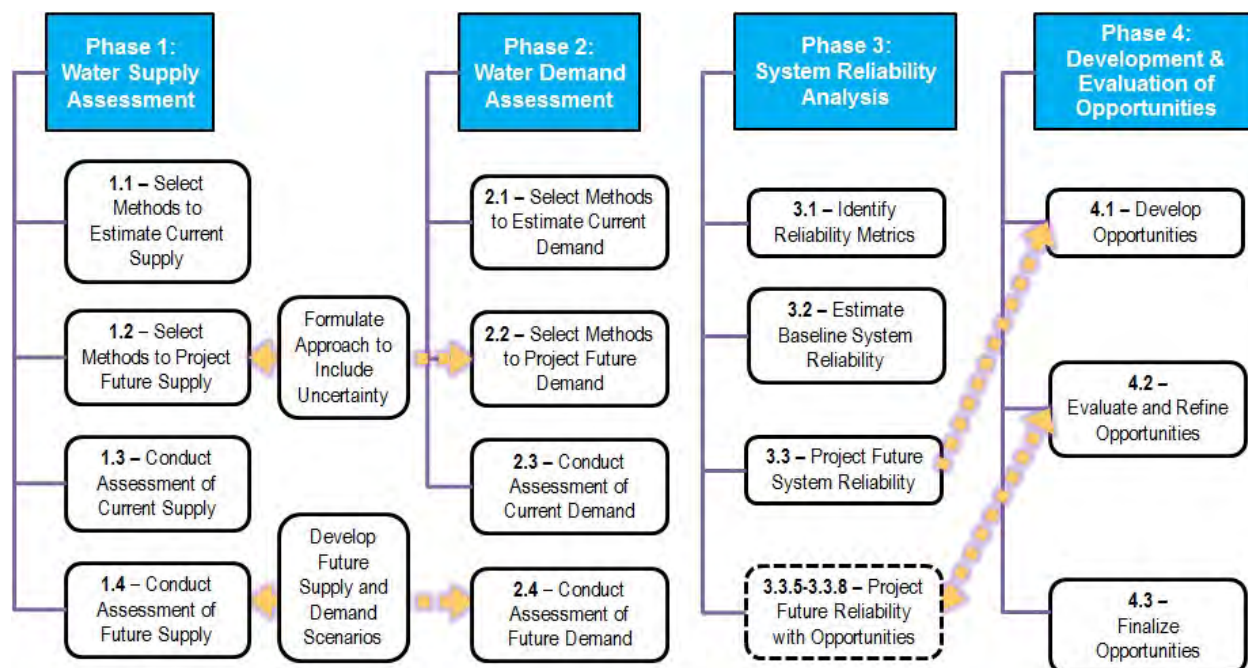 Phase 1:
Water Supply
Assessment
1.1 – Select
Methods to
Estimate Current
Supply
1.2 – Select
Methods to Project
Future Supply
1.3 – Conduct
Assessment of
Current Supply
1.4 – Conduct
Assessment of
Future Supply
Formulate
Approach to
Include
Uncertainty
Develop
Future
Supply and
Demand
Scenarios
Phase 2:
Water Demand
Assessment
2.1 – Select Methods
to Estimate Current
Demand
2.2 – Select Methods
to Project Future
Demand
2.3 – Conduct
Assessment of
Current Demand
2.4 – Conduct
Assessment of
Future Demand
Phase 3:
System Reliability
Analysis
3.1 – Identify
Reliability Metrics
3.2 – Estimate
Baseline System
Reliability
3.3 – Project Future
System Reliability
3.3.5-3.3.8 – Project
Future Reliability
with Opportunities
Phase 4:
Development &
Evaluation of
Opportunities
4.1 – Develop
Opportunities
4.2 –
Evaluate and Refine
Opportunities
4.3 –
Finalize
Opportunities